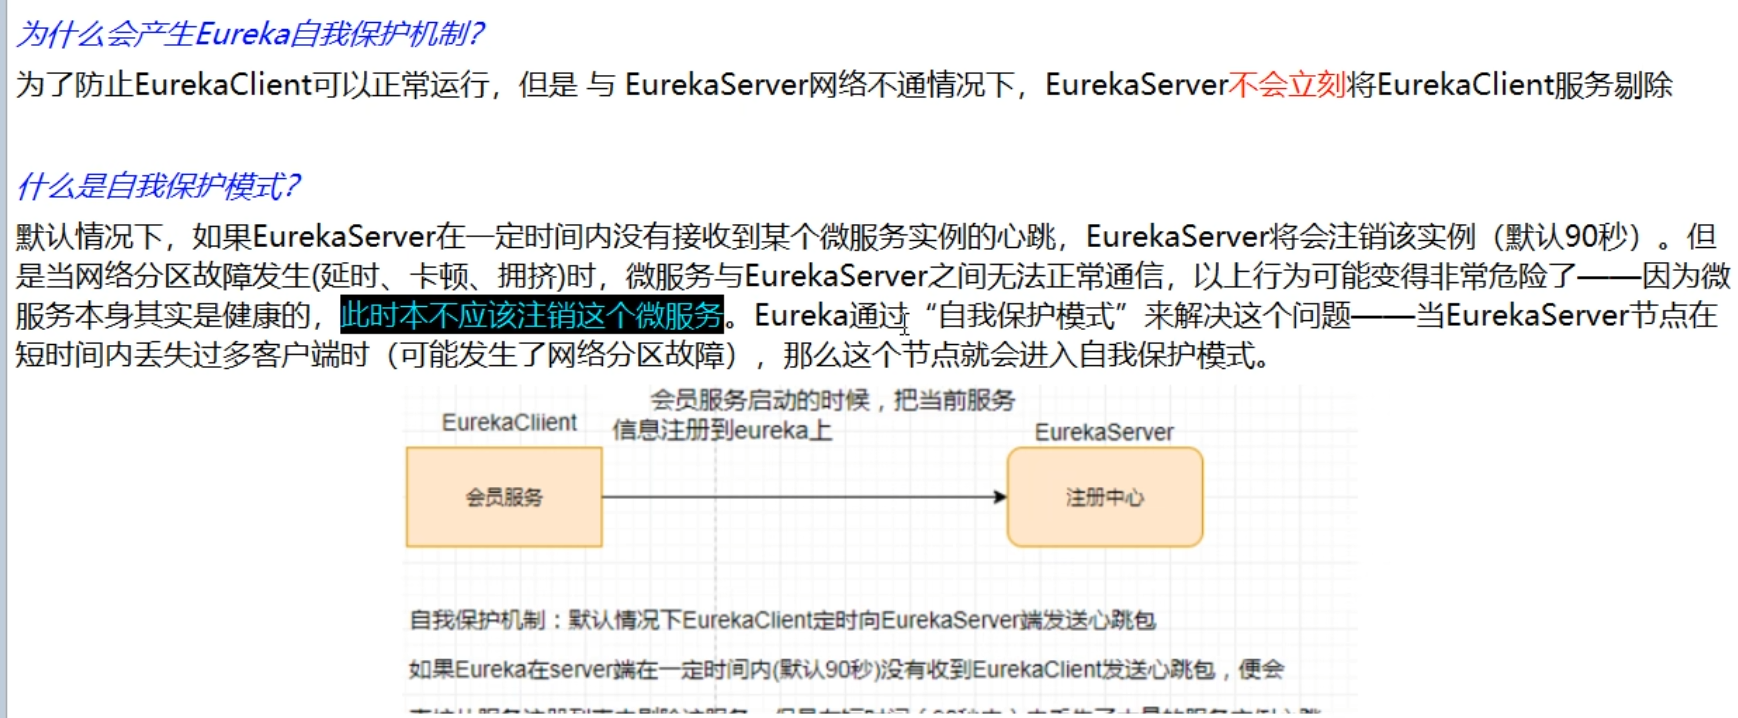 为什么会产生Eureka自我保护机制?
为了防止EurekaClient可以正常运行，但是 与 EurekaServer网络不通情况下，EurekaServer不会立刻将EurekaClient服务剔除
什么是自我保护模式?
默认情况下，如果EurekaServer在一定时间内没有接收到某个微服务实例的心跳，EurekaServer将会注销该实例（默认90秒）。但
是当网络分区故障发生(延时、卡顿、拥挤)时，微服务与EurekaServer之间无法正常通信，以上行为可能变得非常危险了——因为微
服务本身其实是健康的，此时本不应该注销这个微服务。Eureka通过“自我保护模式”来解决这个问题——当EurekaServer节点在
短时间内丢失过多客户端时（可能发生了网络分区故障），那么这个节点就会进入自我保护模式。
会员服务启动的时候，把当前服务
信息注册到eureka上
EurekaCliient
EurekaServer
会员服务
注册中心
自我保护机制：默认情况下EurekaClient定时向EurekaServer端发送心跳包
如果Eureka在server端在一定时间内(默认90秒)没有收到EurekaClient发送心跳包，便会